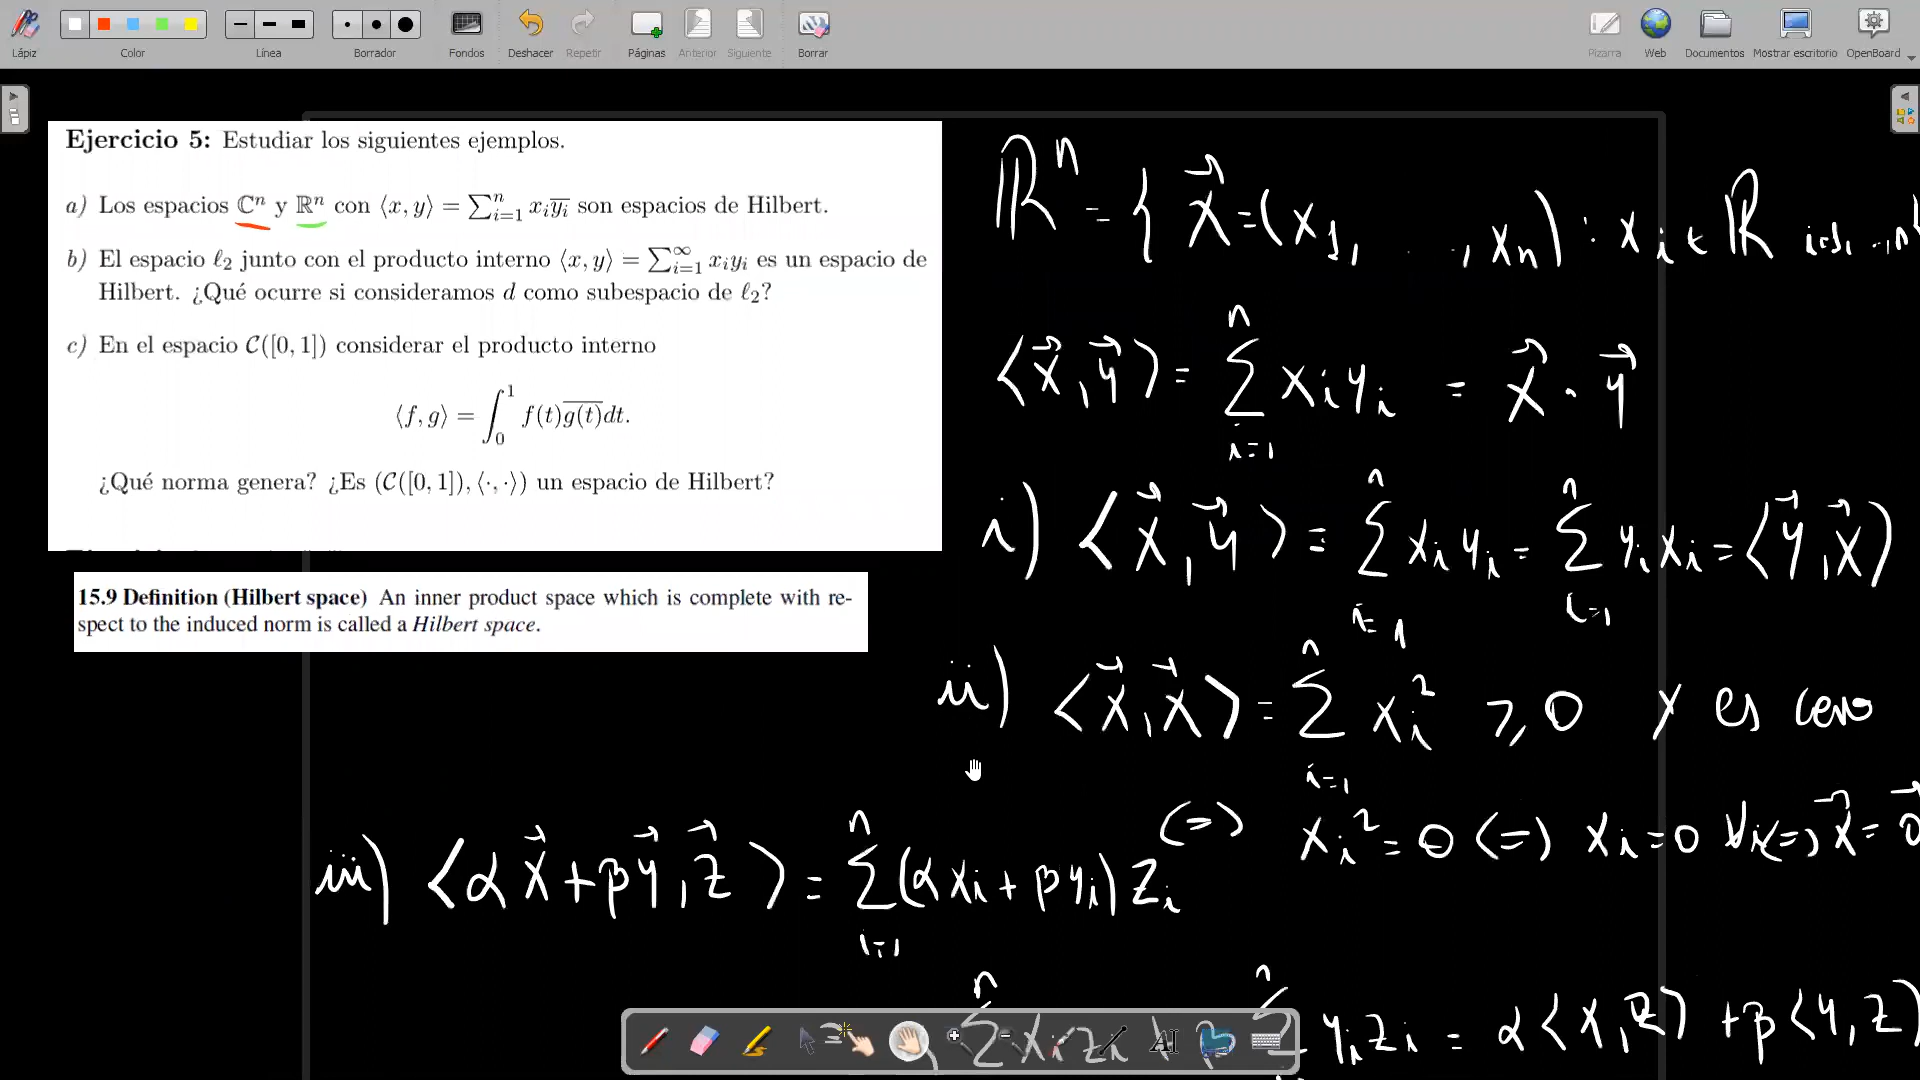 Lápiz
Color
Línea
Borrador
Fondos
Deshacer
Repetir
Páginas
Anterior
Siguiente
Borrar
Pizarra
Web
Documentos
Mostrar escritorio
OpenBoard
Ejercicio 5: Estudiar los siguientes ejemplos.
a) Los espacios ℂⁿ y ℝⁿ con ⟨x, y⟩ = ∑ⁿᵢ₌₁ xᵢȳᵢ son espacios de Hilbert.
b) El espacio ℓ₂ junto con el producto interno ⟨x, y⟩ = ∑^∞ᵢ₌₁ xᵢyᵢ es un espacio de
Hilbert. ¿Qué ocurre si consideramos d como subespacio de ℓ₂?
c) En el espacio 𝒞([0, 1]) considerar el producto interno
⟨f, g⟩ = ∫₀¹ f(t)\overline{g(t)}dt.
¿Qué norma genera? ¿Es (𝒞([0, 1]), ⟨·, ·⟩) un espacio de Hilbert?
15.9 Definition (Hilbert space) An inner product space which is complete with re-
spect to the induced norm is called a Hilbert space.
ℝⁿ = { x⃗ = (x₁, . . ., xₙ) : xᵢ ∈ ℝ i=1, ..., n
⟨x⃗, y⃗⟩ = ∑ⁿᵢ₌₁ xᵢyᵢ = x⃗ · y⃗
i) ⟨x⃗, y⃗⟩ = ∑ⁿᵢ₌₁ xᵢyᵢ = ∑ⁿᵢ₌₁ yᵢxᵢ = ⟨y⃗, x⃗⟩
ii) ⟨x⃗, x⃗⟩ = ∑ⁿᵢ₌₁ xᵢ² ≥ 0 y es cero
⟺ xᵢ² = 0 ⟺ xᵢ = 0 ∀i ⟺ x⃗ = 0⃗
iii) ⟨αx⃗ + βy⃗, z⃗⟩ = ∑ⁿᵢ₌₁ (αxᵢ + βyᵢ) zᵢ
∑ⁿ xᵢzᵢ + β ∑ⁿ yᵢzᵢ = α⟨x, z⟩ + β⟨y, z⟩